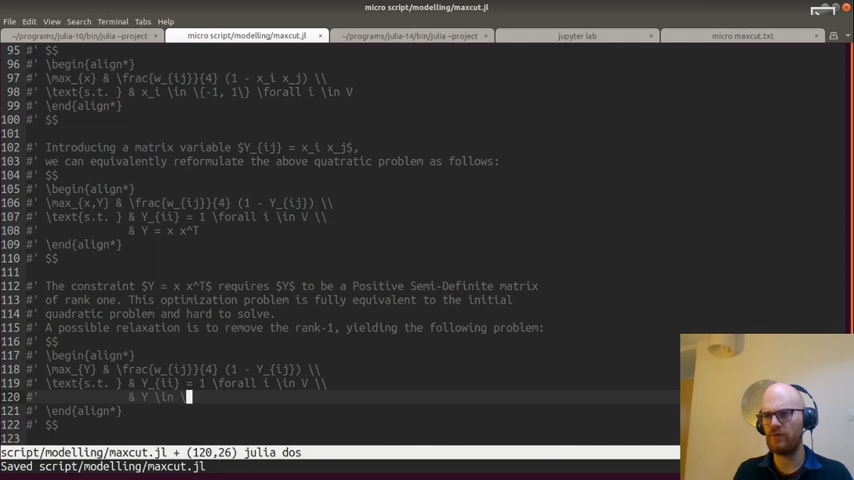 micro script/modelling/maxcut.jl
File Edit View Search Terminal Tabs Help
~/programs/julia-10/bin/julia --project × micro script/modelling/maxcut.jl × ~/programs/julia-14/bin/julia --project × jupyter lab × micro maxcut.txt ×
95 #' $$
96 #' \begin{align*}
97 #' \max_{x} & \frac{w_{ij}}{4} (1 - x_i x_j) \\
98 #' \text{s.t. } & x_i \in \{-1, 1\} \forall i \in V
99 #' \end{align*}
100 #' $$
101
102 #' Introducing a matrix variable $Y_{ij} = x_i x_j$,
103 #' we can equivalently reformulate the above quatratic problem as follows:
104 #' $$
105 #' \begin{align*}
106 #' \max_{x,Y} & \frac{w_{ij}}{4} (1 - Y_{ij}) \\
107 #' \text{s.t. } & Y_{ii} = 1 \forall i \in V \\
108 #' & Y = x x^T
109 #' \end{align*}
110 #' $$
111
112 #' The constraint $Y = x x^T$ requires $Y$ to be a Positive Semi-Definite matrix
113 #' of rank one. This optimization problem is fully equivalent to the initial
114 #' quadratic problem and hard to solve.
115 #' A possible relaxation is to remove the rank-1, yielding the following problem:
116 #' $$
117 #' \begin{align*}
118 #' \max_{Y} & \frac{w_{ij}}{4} (1 - Y_{ij}) \\
119 #' \text{s.t. } & Y_{ii} = 1 \forall i \in V \\
120 #' & Y \in \
121 #' \end{align*}
122 #' $$
123
script/modelling/maxcut.jl + (120,26) julia dos
Saved script/modelling/maxcut.jl